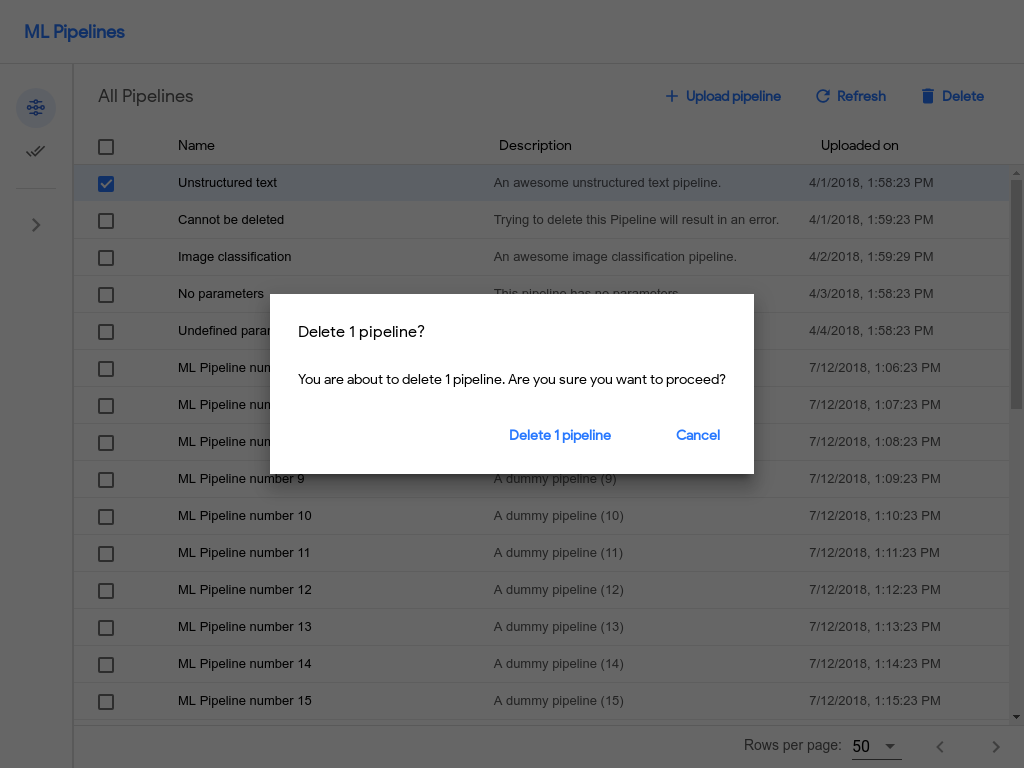 ML Pipelines
All Pipelines
Upload pipeline
Refresh
Delete
Name Description Uploaded on
Unstructured text An awesome unstructured text pipeline. 4/1/2018, 1:58:23 PM
Cannot be deleted Trying to delete this Pipeline will result in an error. 4/1/2018, 1:59:23 PM
Image classification An awesome image classification pipeline. 4/2/2018, 1:59:29 PM
No parameters This pipeline has no parameters. 4/3/2018, 1:58:23 PM
Undefined 4/4/2018, 1:58:23 PM
ML Pipeline 7/12/2018, 1:06:23 PM
ML Pipeline 7/12/2018, 1:07:23 PM
ML Pipeline 7/12/2018, 1:08:23 PM
Delete 1 pipeline?
You are about to delete 1 pipeline. Are you sure you want to proceed?
Delete 1 pipeline
Cancel
ML Pipeline number 9 A dummy pipeline (9) 7/12/2018, 1:09:23 PM
ML Pipeline number 10 A dummy pipeline (10) 7/12/2018, 1:10:23 PM
ML Pipeline number 11 A dummy pipeline (11) 7/12/2018, 1:11:23 PM
ML Pipeline number 12 A dummy pipeline (12) 7/12/2018, 1:12:23 PM
ML Pipeline number 13 A dummy pipeline (13) 7/12/2018, 1:13:23 PM
ML Pipeline number 14 A dummy pipeline (14) 7/12/2018, 1:14:23 PM
ML Pipeline number 15 A dummy pipeline (15) 7/12/2018, 1:15:23 PM
Rows per page: 50